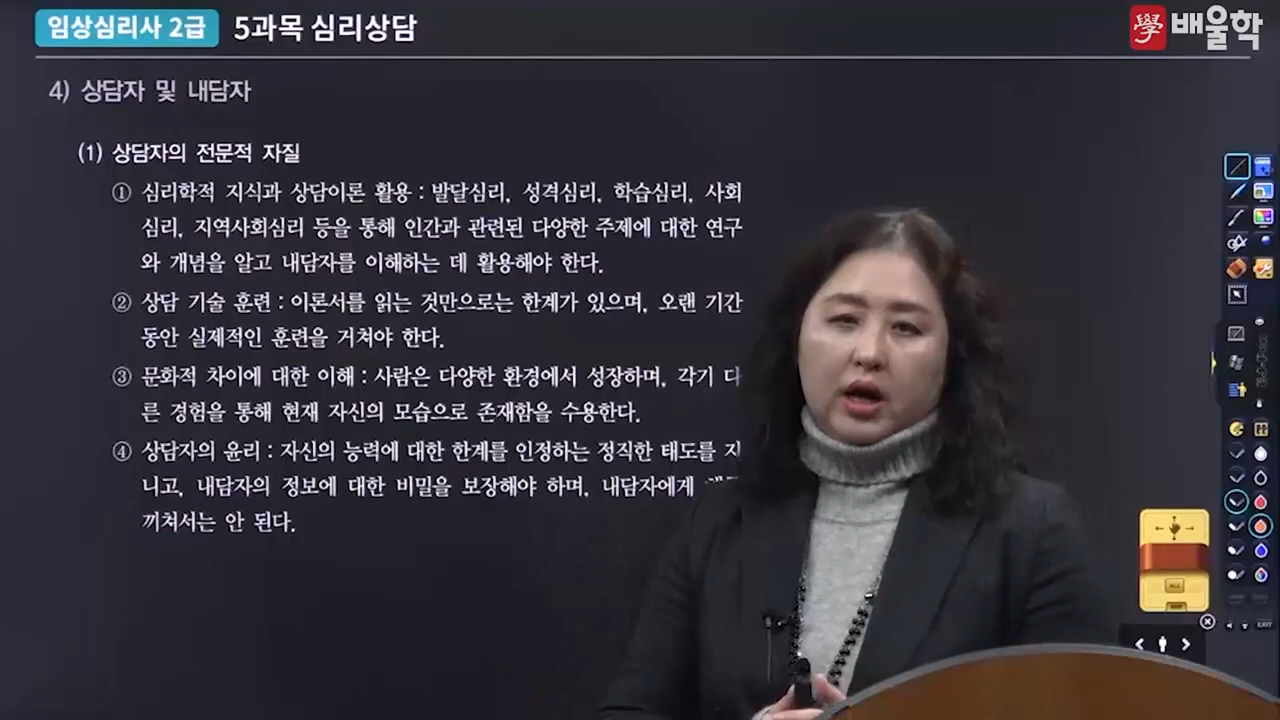 임상심리사 2급 5과목 심리상담
學 배울학
4) 상담자 및 내담자
(1) 상담자의 전문적 자질
① 심리학적 지식과 상담이론 활용 : 발달심리, 성격심리, 학습심리, 사회
심리, 지역사회심리 등을 통해 인간과 관련된 다양한 주제에 대한 연구
와 개념을 알고 내담자를 이해하는 데 활용해야 한다.
② 상담 기술 훈련 : 이론서를 읽는 것만으로는 한계가 있으며, 오랜 기간
동안 실제적인 훈련을 거쳐야 한다.
③ 문화적 차이에 대한 이해 : 사람은 다양한 환경에서 성장하며, 각기 다
른 경험을 통해 현재 자신의 모습으로 존재함을 수용한다.
④ 상담자의 윤리 : 자신의 능력에 대한 한계를 인정하는 정직한 태도를 지
니고, 내담자의 정보에 대한 비밀을 보장해야 하며, 내담자에게
끼쳐서는 안 된다.
ALL
EXIT